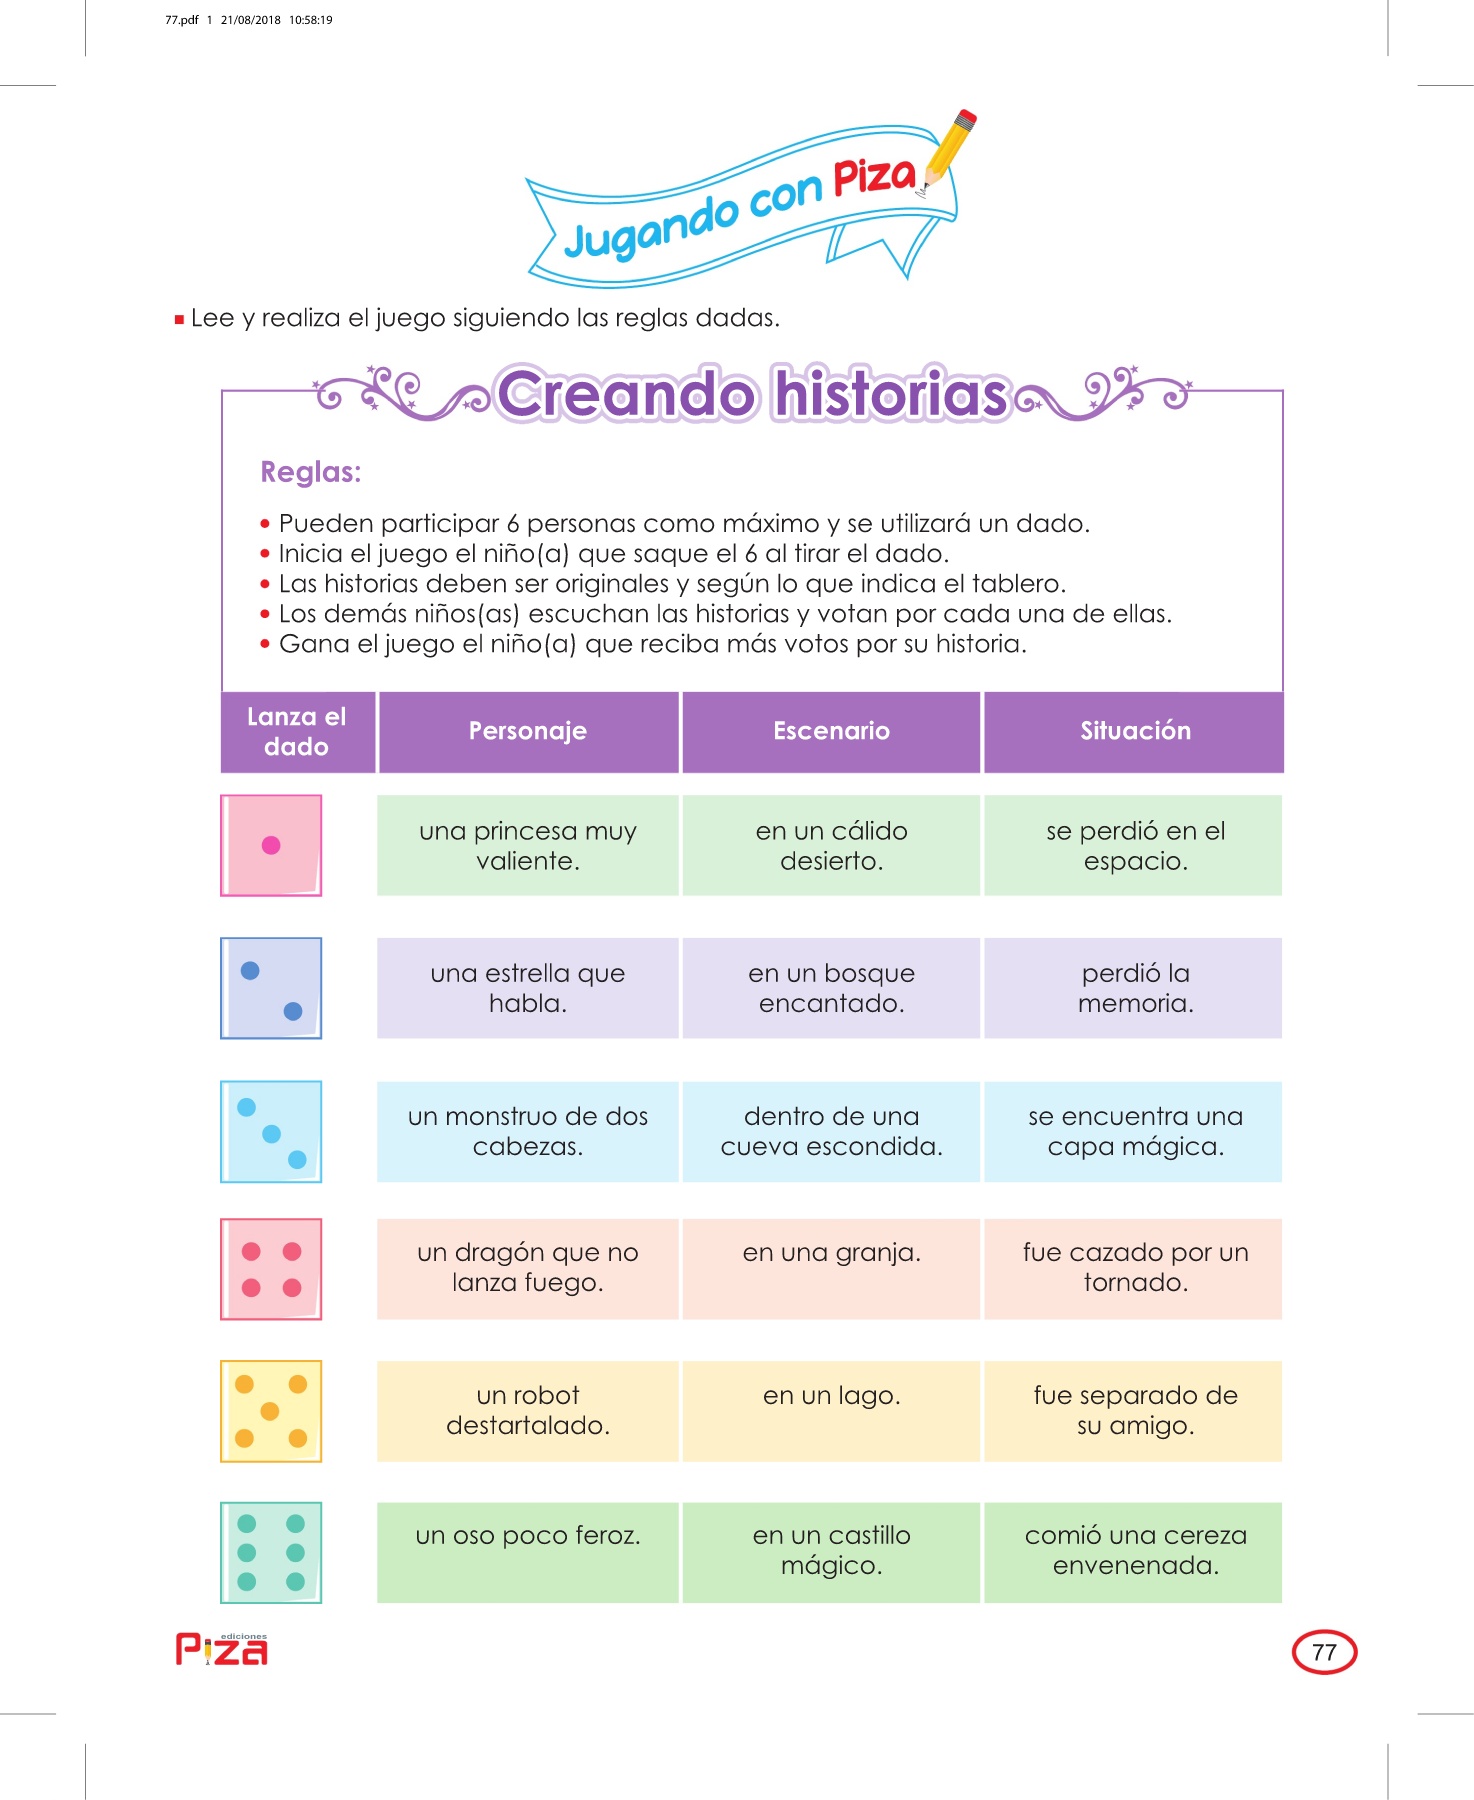 77.pdf 1 21/08/2018 10:58:19
Jugando con Piza
Lee y realiza el juego siguiendo las reglas dadas.
Creando historias
Reglas:
• Pueden participar 6 personas como máximo y se utilizará un dado.
• Inicia el juego el niño(a) que saque el 6 al tirar el dado.
• Las historias deben ser originales y según lo que indica el tablero.
• Los demás niños(as) escuchan las historias y votan por cada una de ellas.
• Gana el juego el niño(a) que reciba más votos por su historia.
Lanza el
dado
Personaje
Escenario
Situación
una princesa muy
valiente.
en un cálido
desierto.
se perdió en el
espacio.
una estrella que
habla.
en un bosque
encantado.
perdió la
memoria.
un monstruo de dos
cabezas.
dentro de una
cueva escondida.
se encuentra una
capa mágica.
un dragón que no
lanza fuego.
en una granja.
fue cazado por un
tornado.
un robot
destartalado.
en un lago.
fue separado de
su amigo.
un oso poco feroz.
en un castillo
mágico.
comió una cereza
envenenada.
ediciones
Piza
77